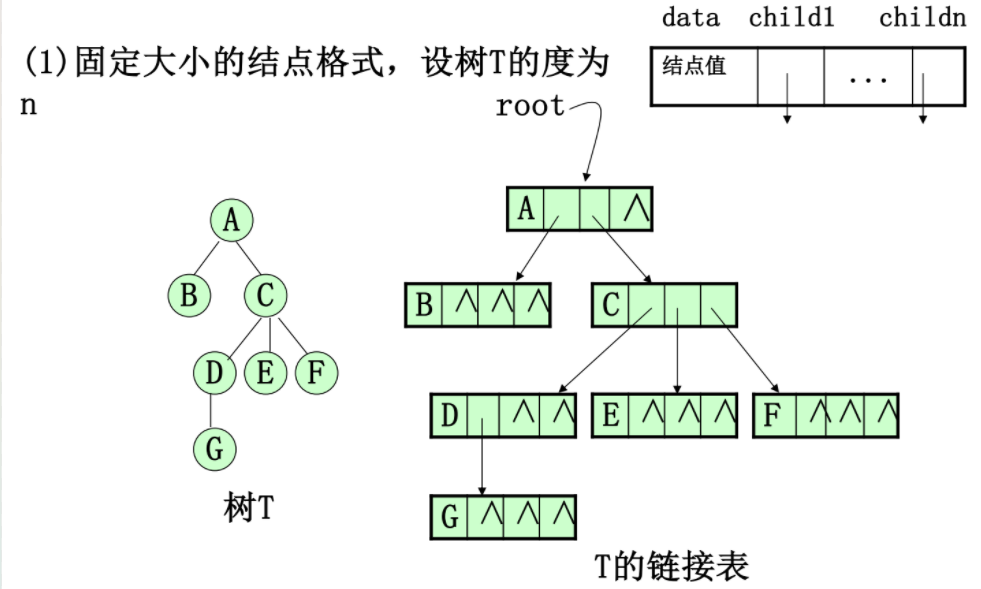 data child1 childn
(1)固定大小的结点格式，设树T的度为
n
结点值 ...
root
A ∧
B ∧ ∧ ∧
C
D ∧ ∧
E ∧ ∧ ∧
F ∧ ∧ ∧
G ∧ ∧ ∧
A
B C
D E F
G
树T
T的链接表